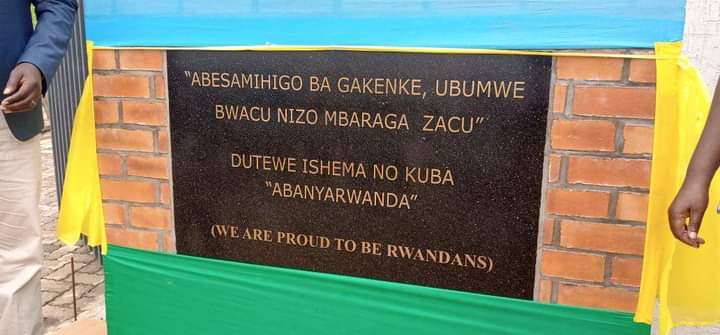 “ABESAMIHIGO BA GAKENKE, UBUMWE
BWACU NIZO MBARAGA ZACU”
DUTEWE ISHEMA NO KUBA
“ABANYARWANDA”
(WE ARE PROUD TO BE RWANDANS)